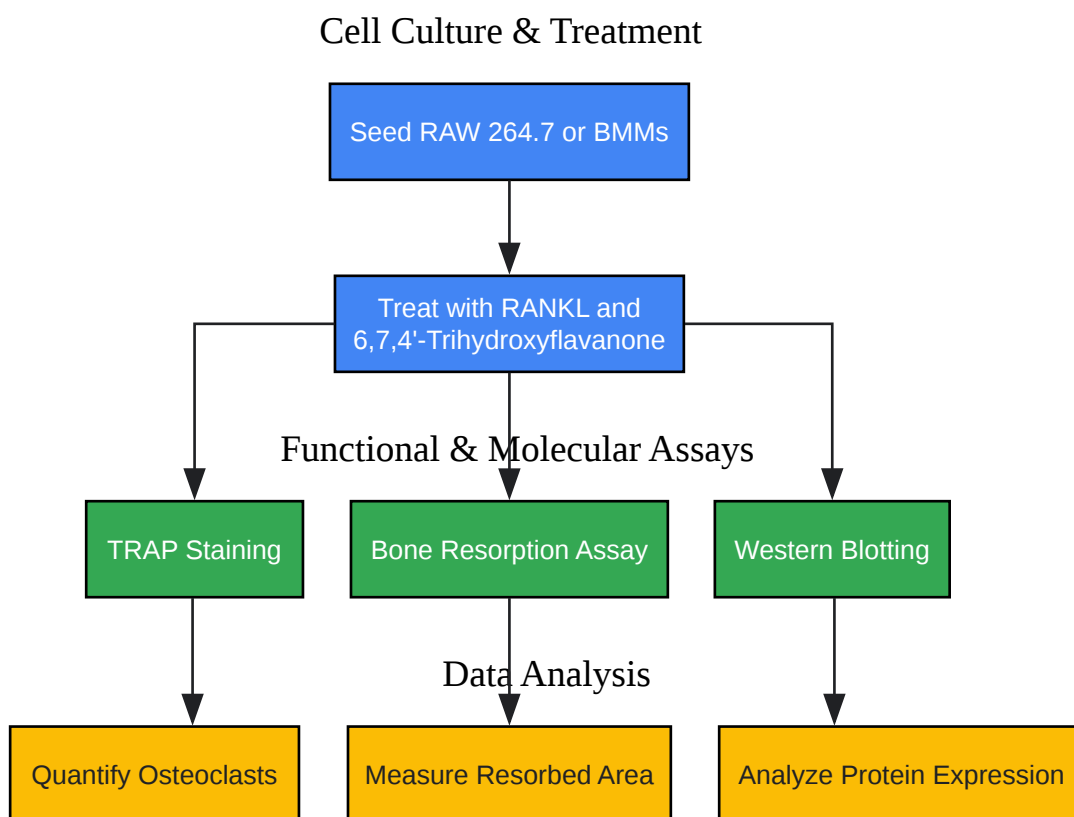 Cell Culture & Treatment
Seed RAW 264.7 or BMMs
Treat with RANKL and
6,7,4'-Trihydroxyflavanone
Functional & Molecular Assays
TRAP Staining
Bone Resorption Assay
Western Blotting
Data Analysis
Quantify Osteoclasts
Measure Resorbed Area
Analyze Protein Expression